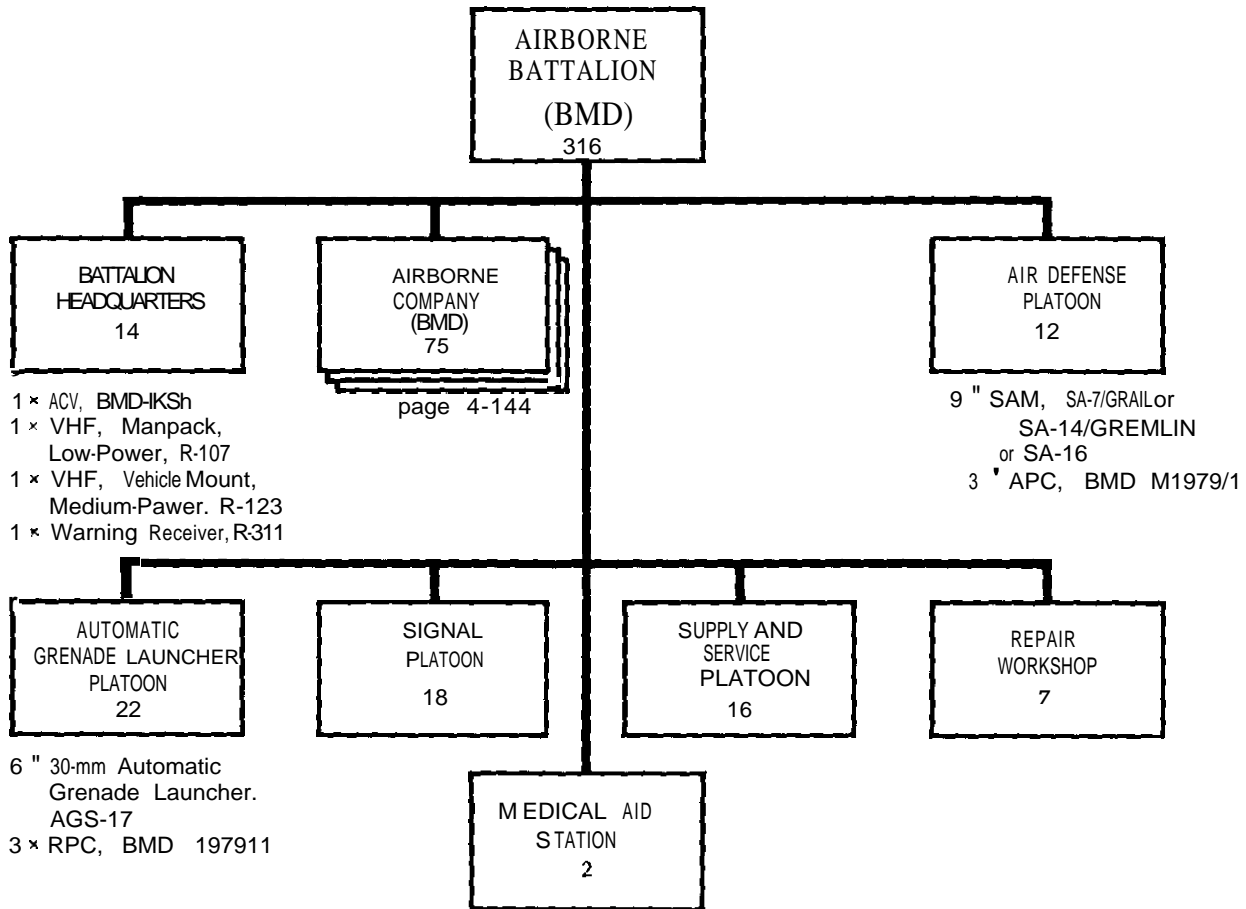 AIRBORNE
BATTALION
(BMD)
316
BATTALION
HEADQUARTERS
14
AIRBORNE
COMPANY
(BMD)
75
AIR DEFENSE
PLATOON
12
1 × ACV, BMD-IKSh
1 × VHF, Manpack,
Low-Power, R-107
1 × VHF, Vehicle Mount,
Medium-Pawer. R-123
1 × Warning Receiver, R-311
page 4-144
9 " SAM, SA-7/GRAILor
SA-14/GREMLIN
or SA-16
3 ' APC, BMD M1979/1
AUTOMATIC
GRENADE LAUNCHER
PLATOON
22
SIGNAL
PLATOON
18
SUPPLY AND
SERVICE
PLATOON
16
REPAIR
WORKSHOP
7
6 " 30-mm Automatic
Grenade Launcher.
AGS-17
3 × RPC, BMD 197911
MEDICAL AID
STATION
2